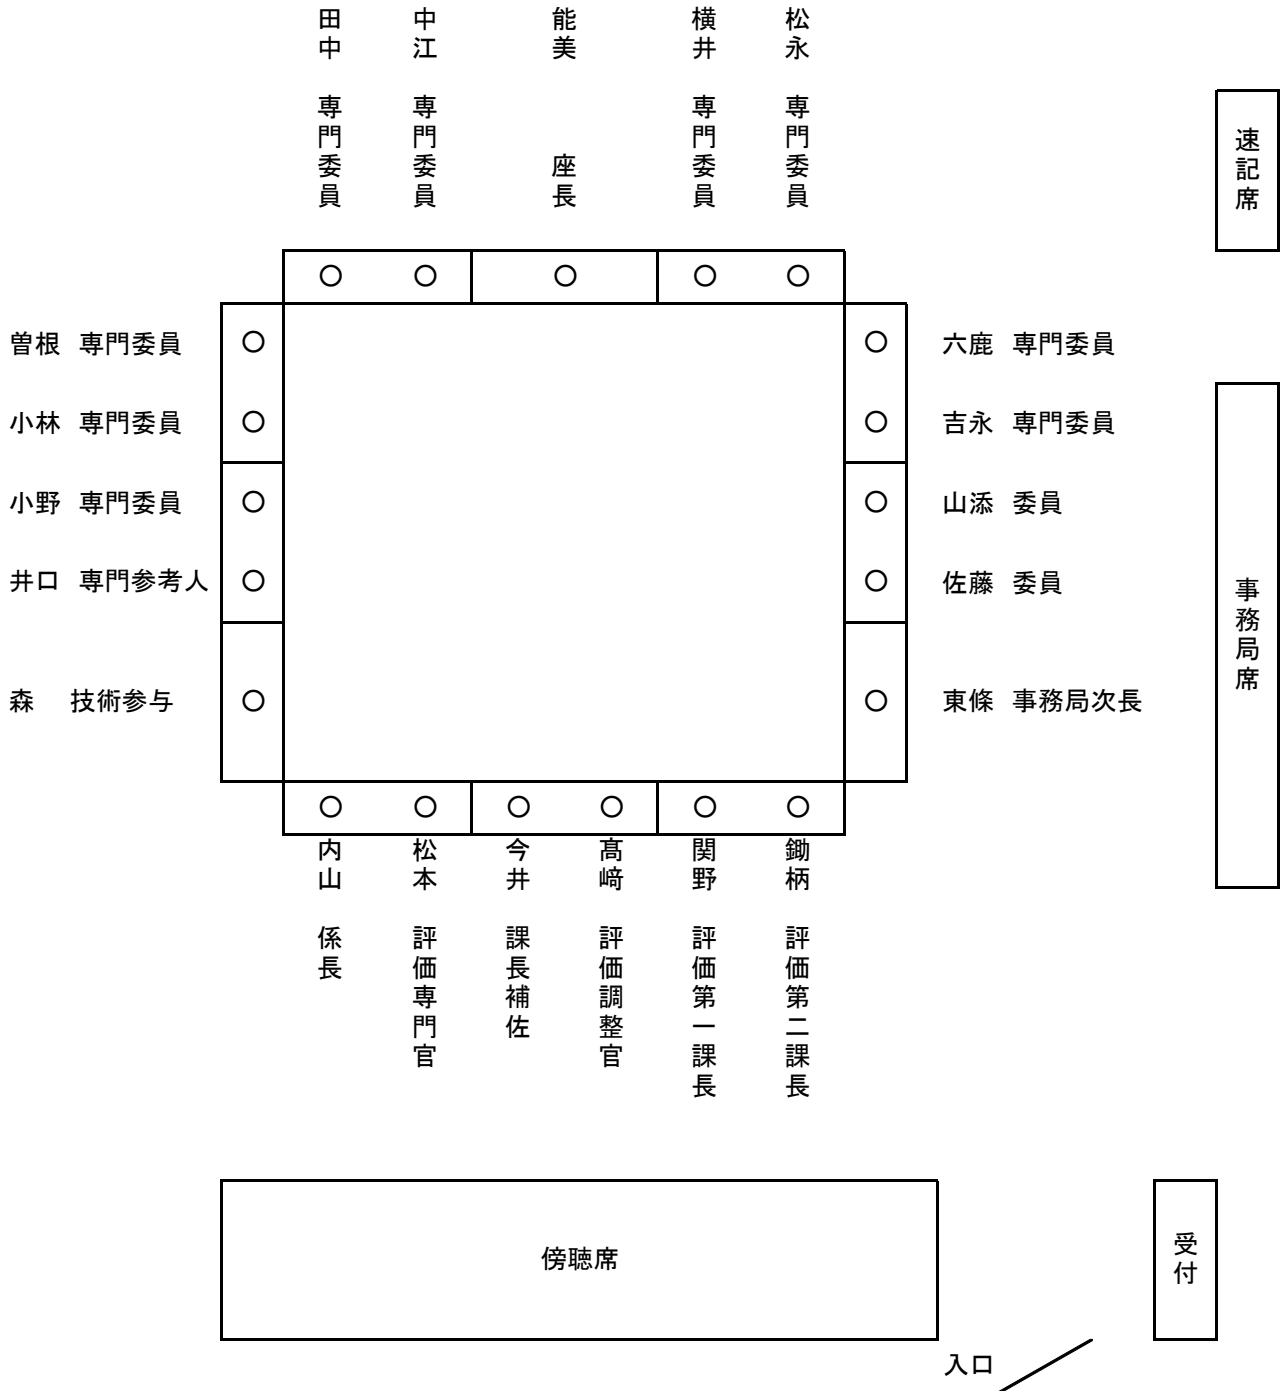 田中 専門委員
中江 専門委員
能美 座長
横井 専門委員
松永 専門委員
速記席
曽根 専門委員
小林 専門委員
小野 専門委員
井口 専門参考人
森 技術参与
六鹿 専門委員
吉永 専門委員
山添 委員
佐藤 委員
東條 事務局次長
事務局席
内山 係長
松本 評価専門官
今井 課長補佐
髙﨑 評価調整官
関野 評価第一課長
鋤柄 評価第二課長
傍聴席
受付
入口